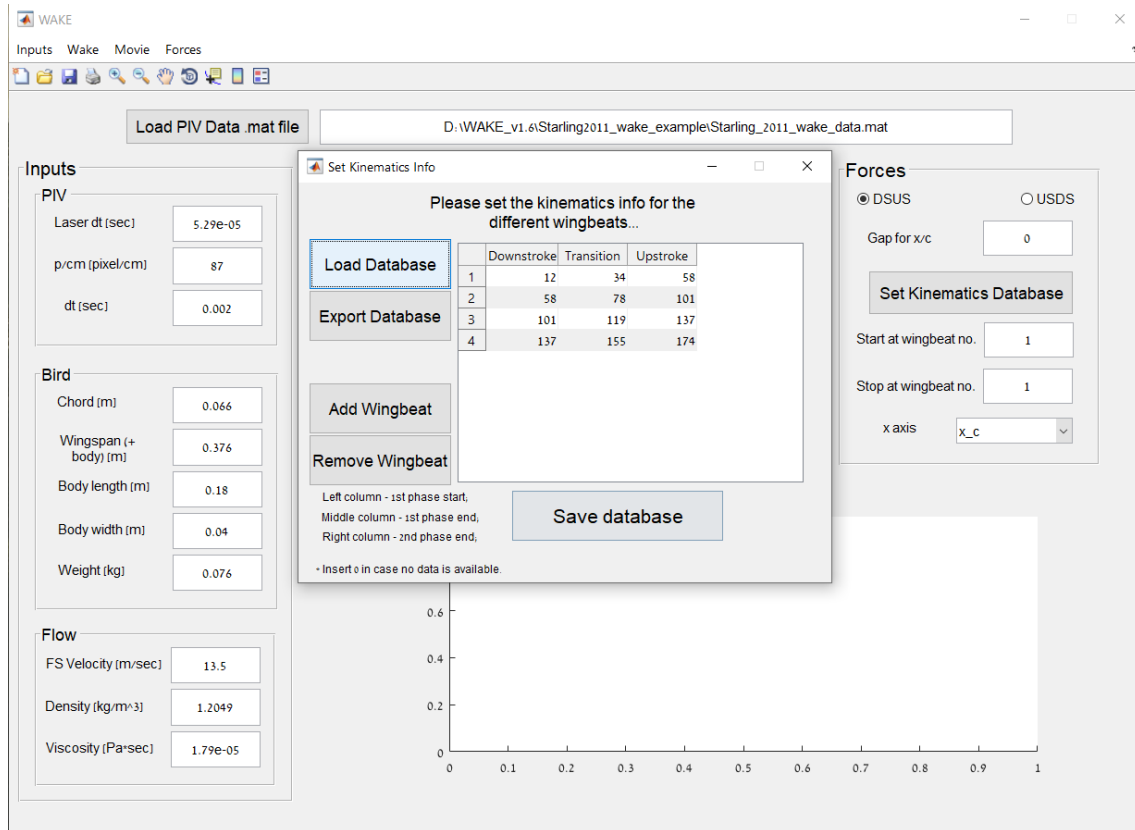 WAKE
Inputs Wake Movie Forces
Load PIV Data .mat file
D:\WAKE_v1.6\Starling2011_wake_example\Starling_2011_wake_data.mat
Inputs
PIV
Laser dt [sec] 5.29e-05
p/cm [pixel/cm] 87
dt [sec] 0.002
Bird
Chord [m] 0.066
Wingspan (+
body) [m] 0.376
Body length [m] 0.18
Body width [m] 0.04
Weight [kg] 0.076
Flow
FS Velocity [m/sec] 13.5
Density [kg/m^3] 1.2049
Viscosity [Pa*sec] 1.79e-05
Set Kinematics Info
Please set the kinematics info for the
different wingbeats...
Load Database
Export Database
Add Wingbeat
Remove Wingbeat
Downstroke Transition Upstroke
1 12 34 58
2 58 78 101
3 101 119 137
4 137 155 174
Left column - 1st phase start;
Middle column - 1st phase end;
Right column - 2nd phase end;
* Insert 0 in case no data is available.
Save database
Forces
DSUS USDS
Gap for x/c 0
Set Kinematics Database
Start at wingbeat no. 1
Stop at wingbeat no. 1
x axis x_c
0.6
0.4
0.2
0
0 0.1 0.2 0.3 0.4 0.5 0.6 0.7 0.8 0.9 1